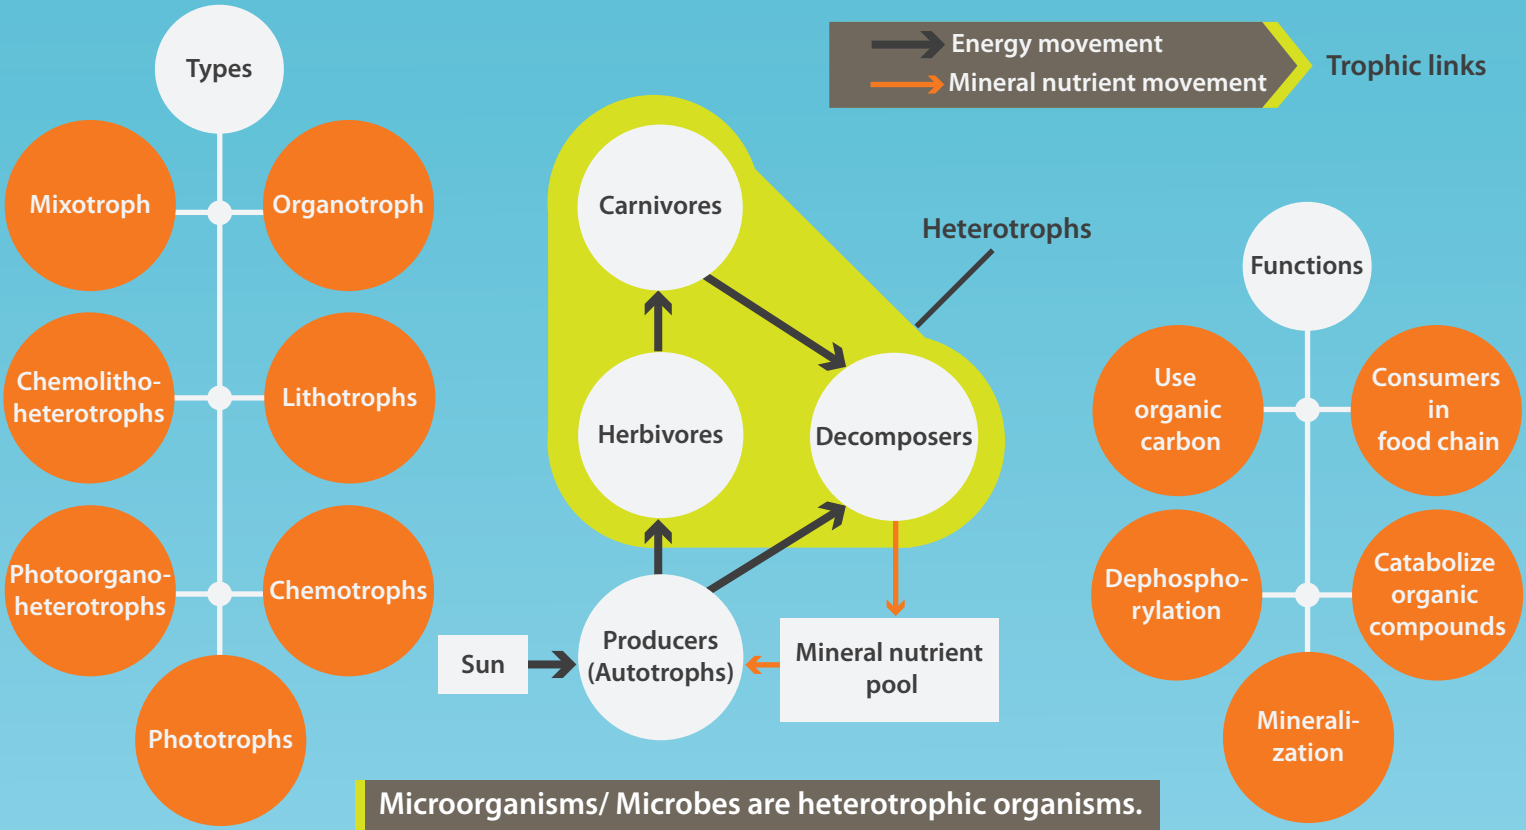 Types
Mixotroph
Organotroph
Chemolitho-
heterotrophs
Lithotrophs
Photoorgano-
heterotrophs
Chemotrophs
Phototrophs
Energy movement
Mineral nutrient movement
Trophic links
Carnivores
Heterotrophs
Herbivores
Decomposers
Sun
Producers
(Autotrophs)
Mineral nutrient
pool
Functions
Use
organic
carbon
Consumers
in
food chain
Dephospho-
rylation
Catabolize
organic
compounds
Minerali-
zation
Microorganisms/ Microbes are heterotrophic organisms.